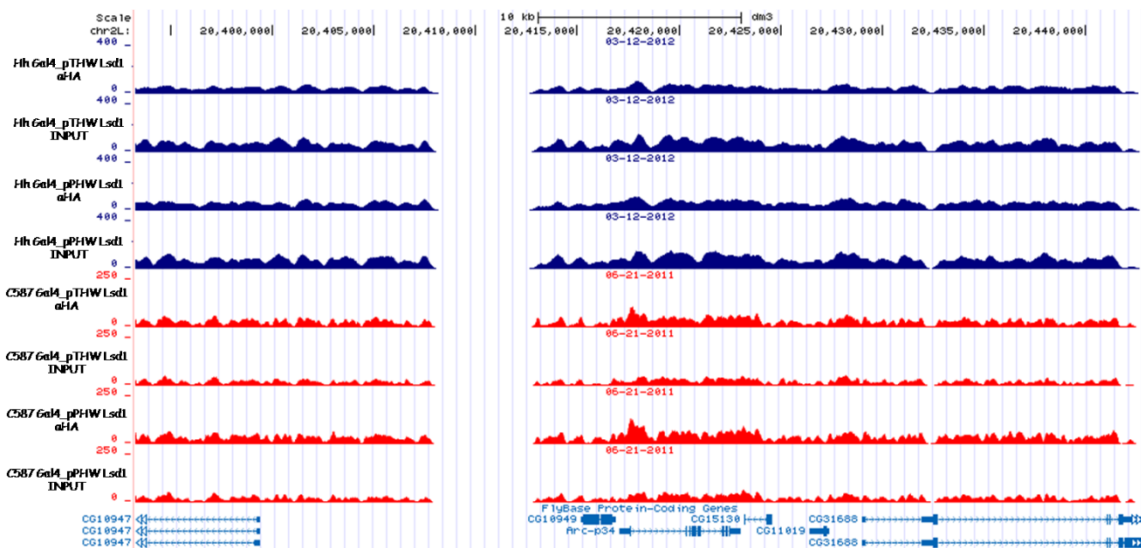 Scale 10 kb dm3
chr2L: 20,400,000 20,405,000 20,410,000 20,415,000 20,420,000 20,425,000 20,430,000 20,435,000 20,440,000
400 _ 03-12-2012
Hh Gal4_pTHW Lsd1
aHA
0 _
400 _ 03-12-2012
Hh Gal4_pTHW Lsd1
INPUT
0 _
400 _ 03-12-2012
Hh Gal4_pPHW Lsd1
aHA
0 _
400 _ 03-12-2012
Hh Gal4_pPHW Lsd1
INPUT
0 _
250 _ 06-21-2011
C587 Gal4_pTHW Lsd1
aHA
0 _
250 _ 06-21-2011
C587 Gal4_pTHW Lsd1
INPUT
0 _
250 _ 06-21-2011
C587 Gal4_pPHW Lsd1
aHA
0 _
250 _ 06-21-2011
C587 Gal4_pPHW Lsd1
INPUT
0 _
FlyBase Protein-Coding Genes
CG10947 CG10949 CG15130 CG31688
CG10947 Arc-p34 CG11019
CG10947 CG31688